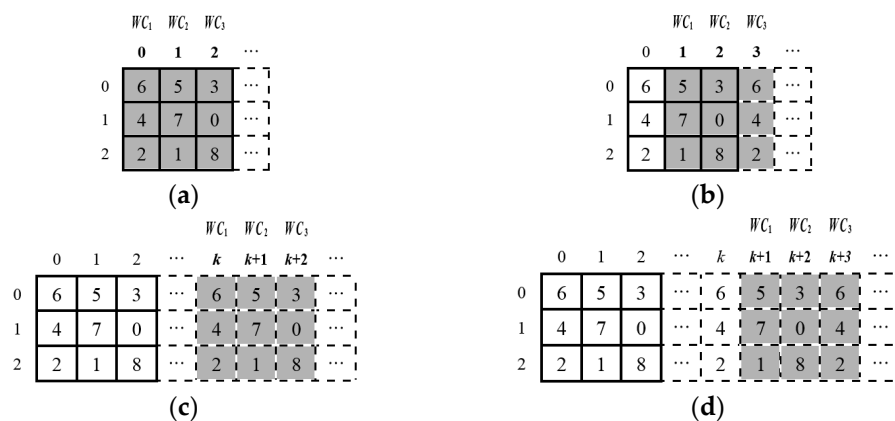 WC₁ WC₂ WC₃
0 1 2 ...
0 6 5 3 ...
1 4 7 0 ...
2 2 1 8 ...
(a)
WC₁ WC₂ WC₃
0 1 2 3 ...
0 6 5 3 6 ...
1 4 7 0 4 ...
2 2 1 8 2 ...
(b)
WC₁ WC₂ WC₃
0 1 2 ... k k+1 k+2 ...
0 6 5 3 ... 6 5 3 ...
1 4 7 0 ... 4 7 0 ...
2 2 1 8 ... 2 1 8 ...
(c)
WC₁ WC₂ WC₃
0 1 2 ... k k+1 k+2 k+3 ...
0 6 5 3 ... 6 5 3 6 ...
1 4 7 0 ... 4 7 0 4 ...
2 2 1 8 ... 2 1 8 2 ...
(d)